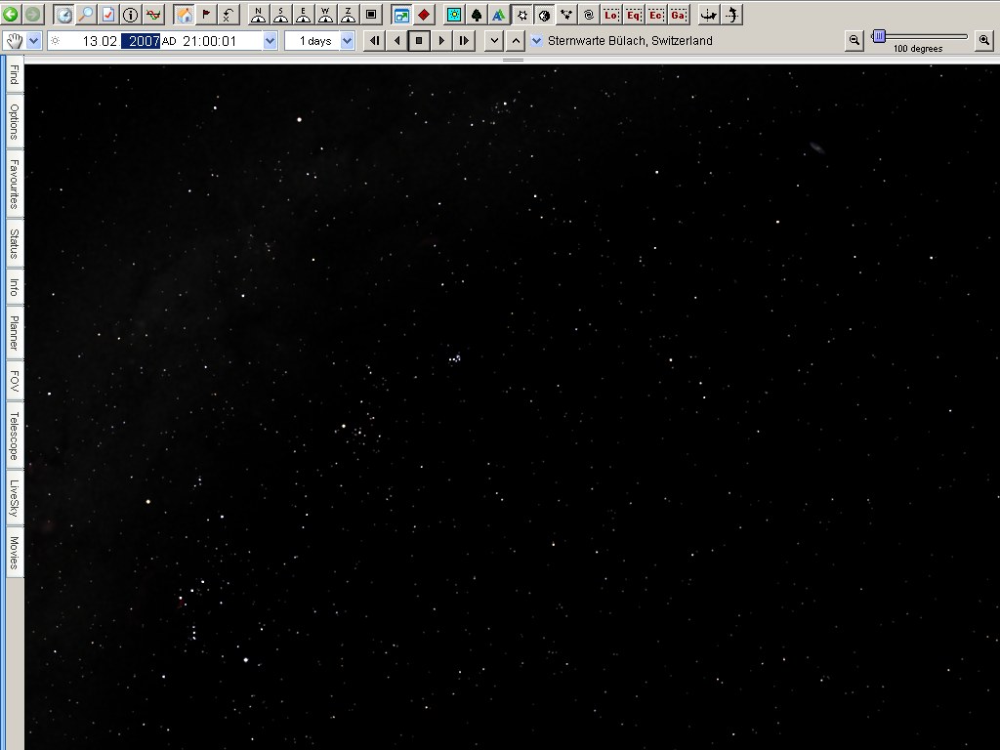 N S E W Z Lo Eq Ec Ga
13.02 2007 AD 21:00:01 1 days Sternwarte Bülach, Switzerland 100 degrees
Find
Options
Favourites
Status
Info
Planner
FOV
Telescope
LiveSky
Movies